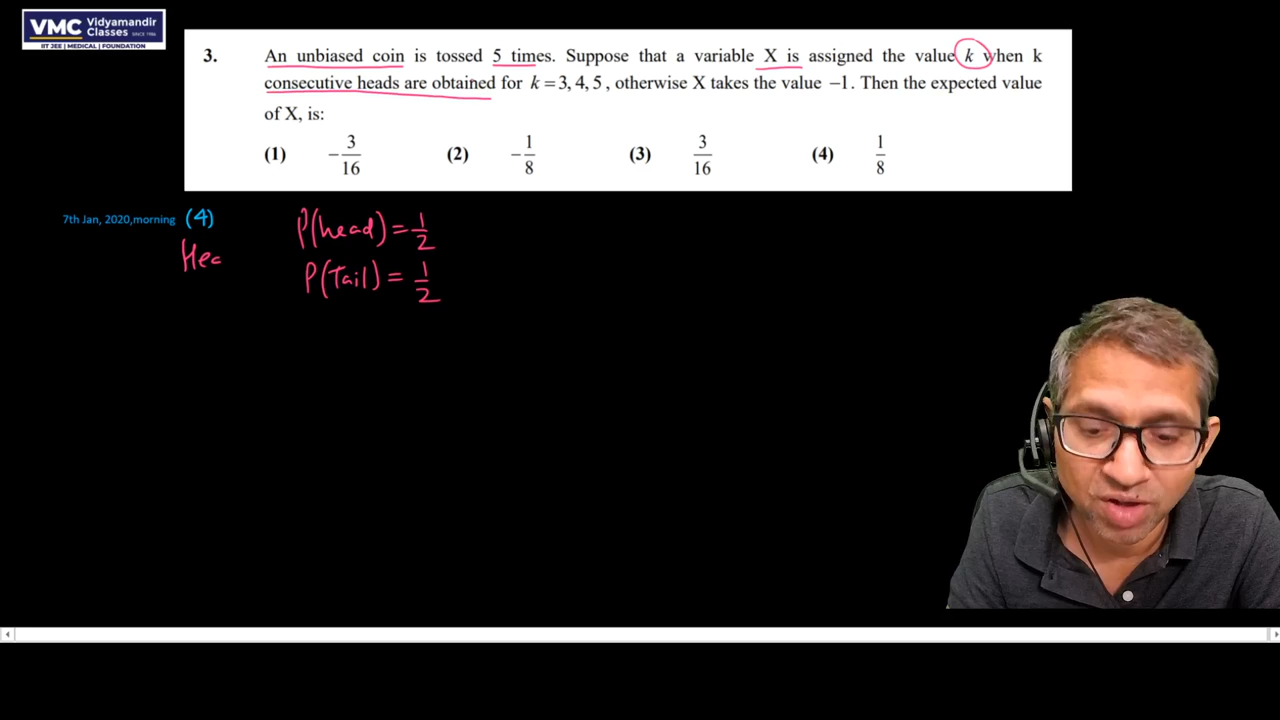 VMC Vidyamandir Classes SINCE 1986
IIT JEE | MEDICAL | FOUNDATION
3. An unbiased coin is tossed 5 times. Suppose that a variable X is assigned the value k when k
consecutive heads are obtained for k = 3, 4, 5 , otherwise X takes the value −1. Then the expected value
of X, is:
(1) −3/16 (2) −1/8 (3) 3/16 (4) 1/8
7th Jan, 2020,morning (4) P(head) = 1/2
Hea
P(Tail) = 1/2